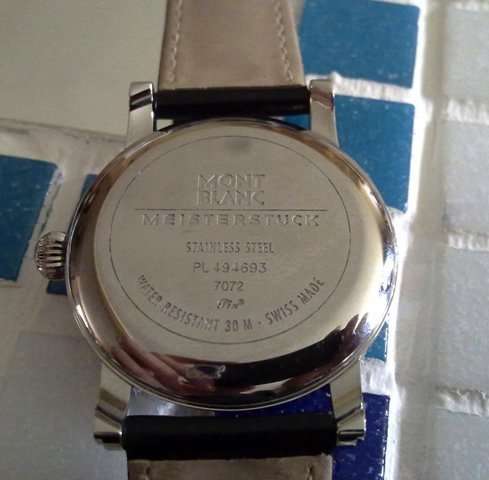 MONT
BLANC
MEISTERSTÜCK
STAINLESS STEEL
PL 494693
7072
WATER RESISTANT 30 M - SWISS MADE